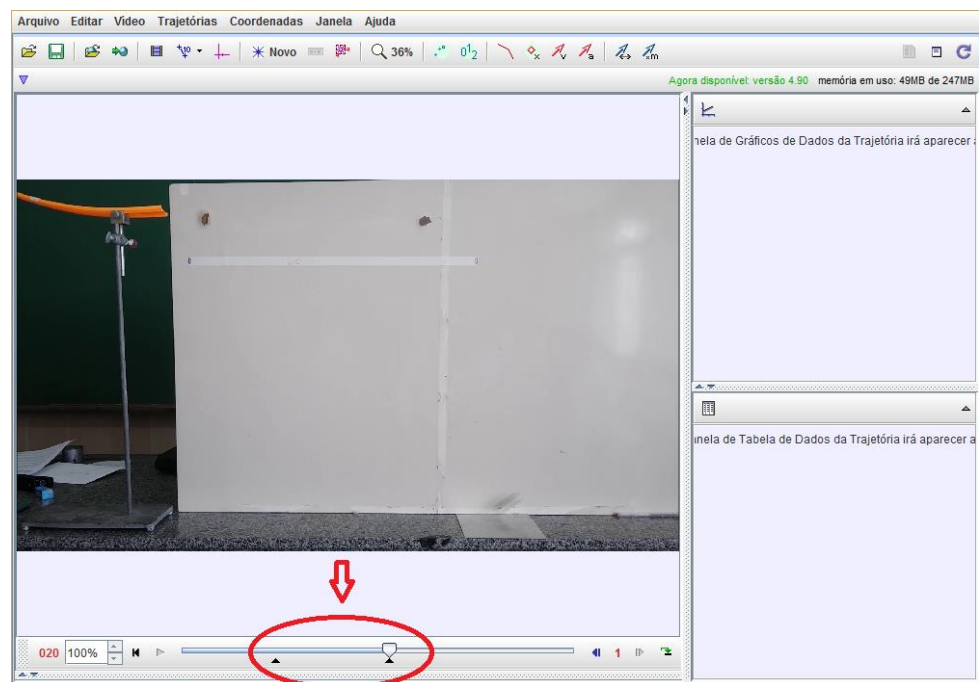 Arquivo Editar Vídeo Trajetórias Coordenadas Janela Ajuda
Novo 36%
Agora disponível: versão 4.90 memória em uso: 49MB de 247MB
nela de Gráficos de Dados da Trajetória irá aparecer
nela de Tabela de Dados da Trajetória irá aparecer a
020 100% 1